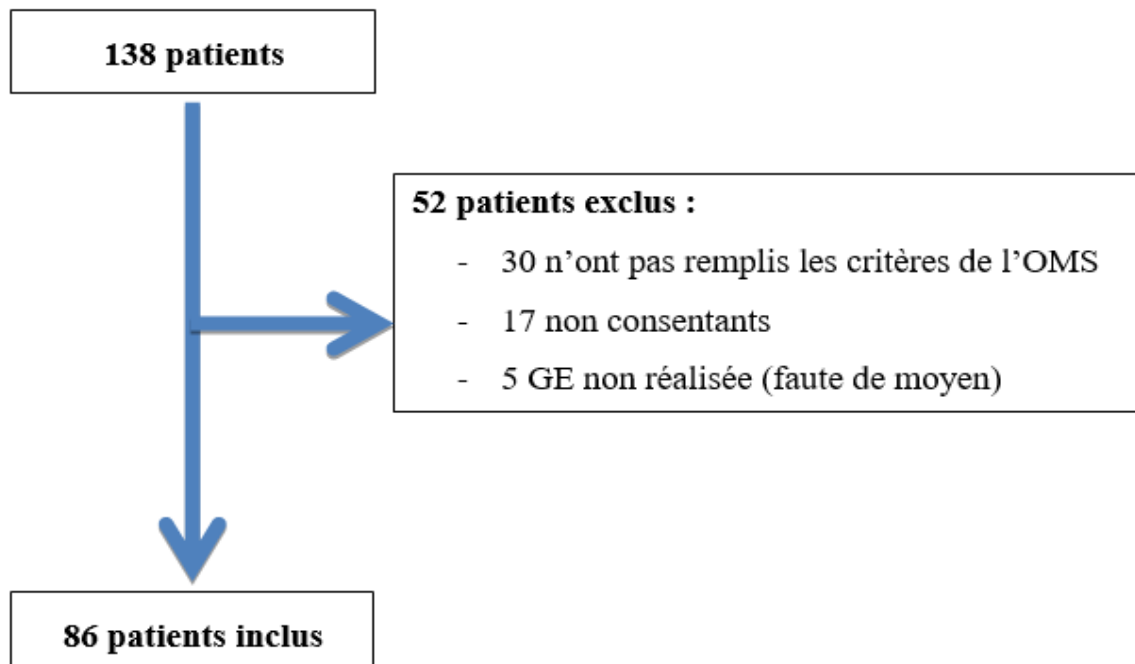 138 patients
52 patients exclus :
- 30 n’ont pas remplis les critères de l’OMS
- 17 non consentants
- 5 GE non réalisée (faute de moyen)
86 patients inclus